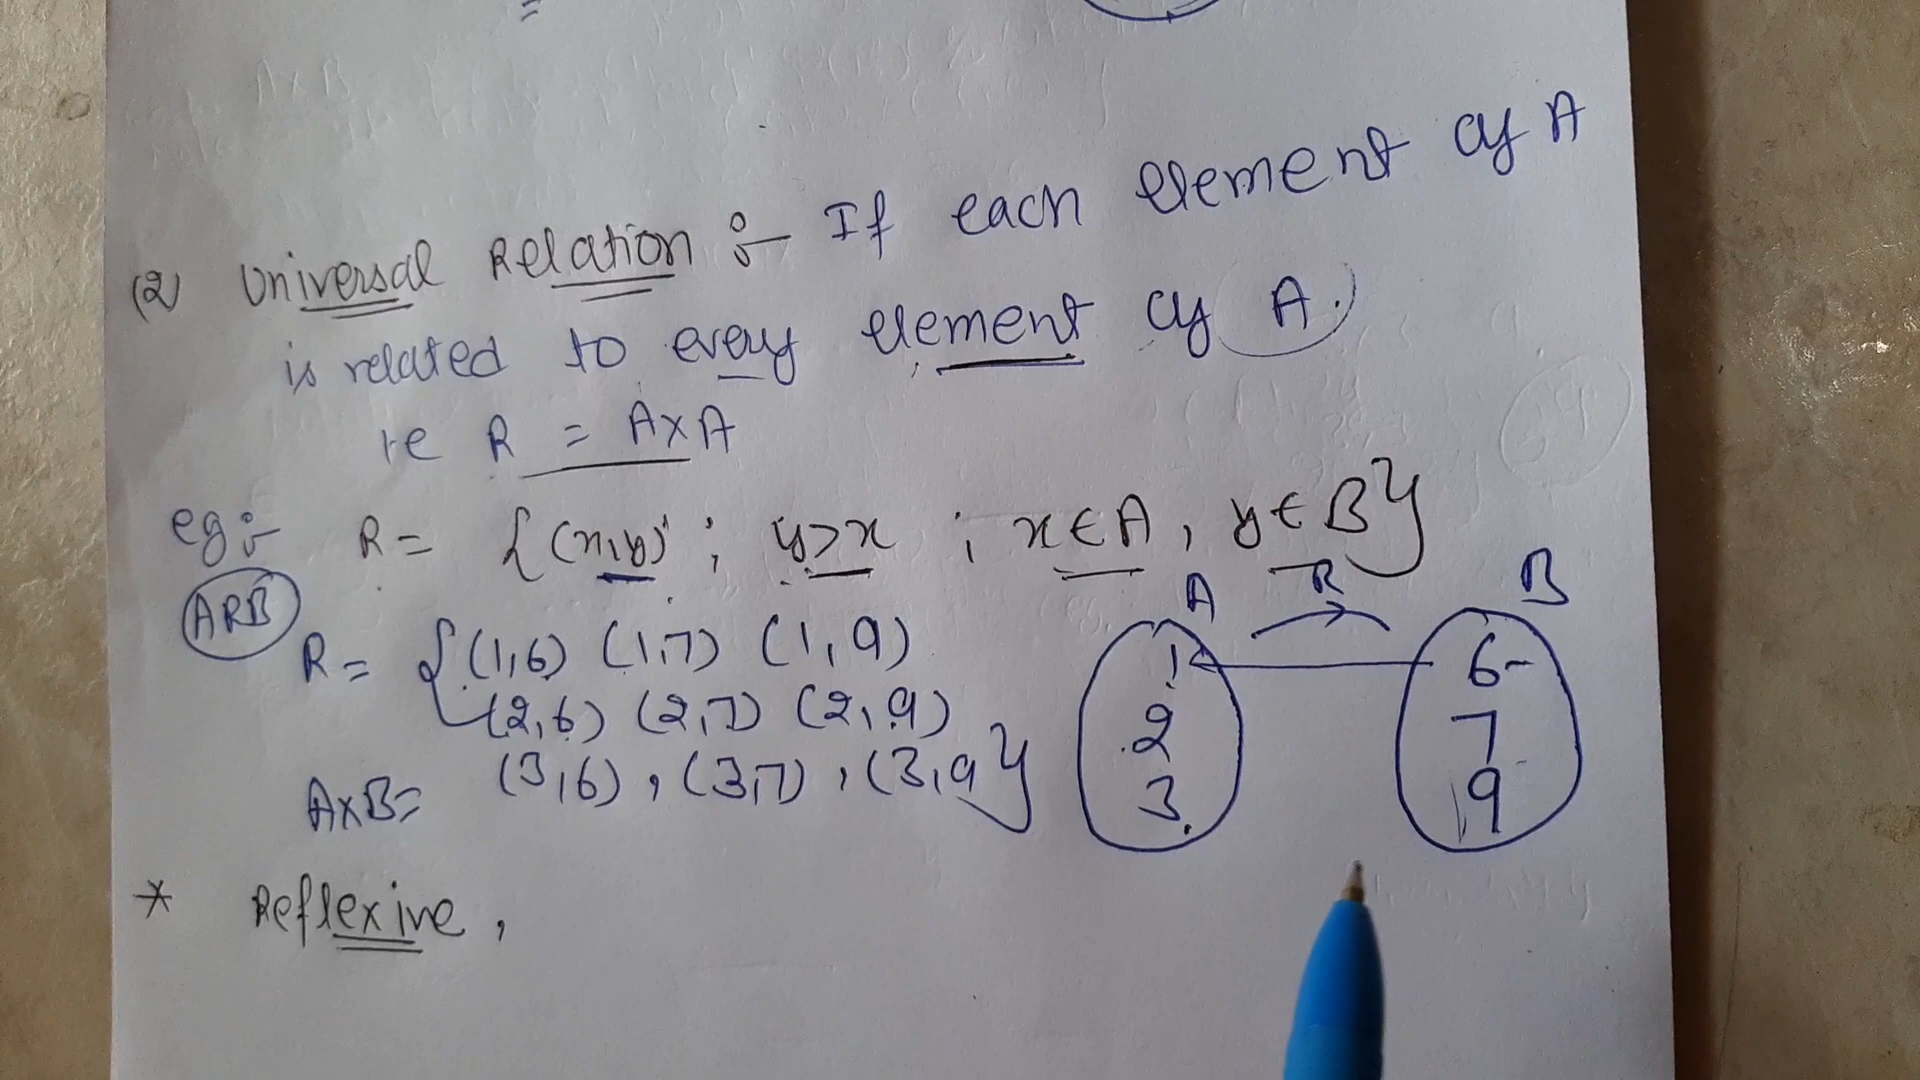 (2) Universal Relation :- If each element of A
is related to every element of A.
ie R = A×A
eg:- R = {(x,y) ; y>x ; x∈A, y∈B}
ARB
R = {(1,6) (1,7) (1,9)
(2,6) (2,7) (2,9)
A×B = (3,6), (3,7), (3,9}
A R B
1 6
2 7
3 9
* Reflexive,